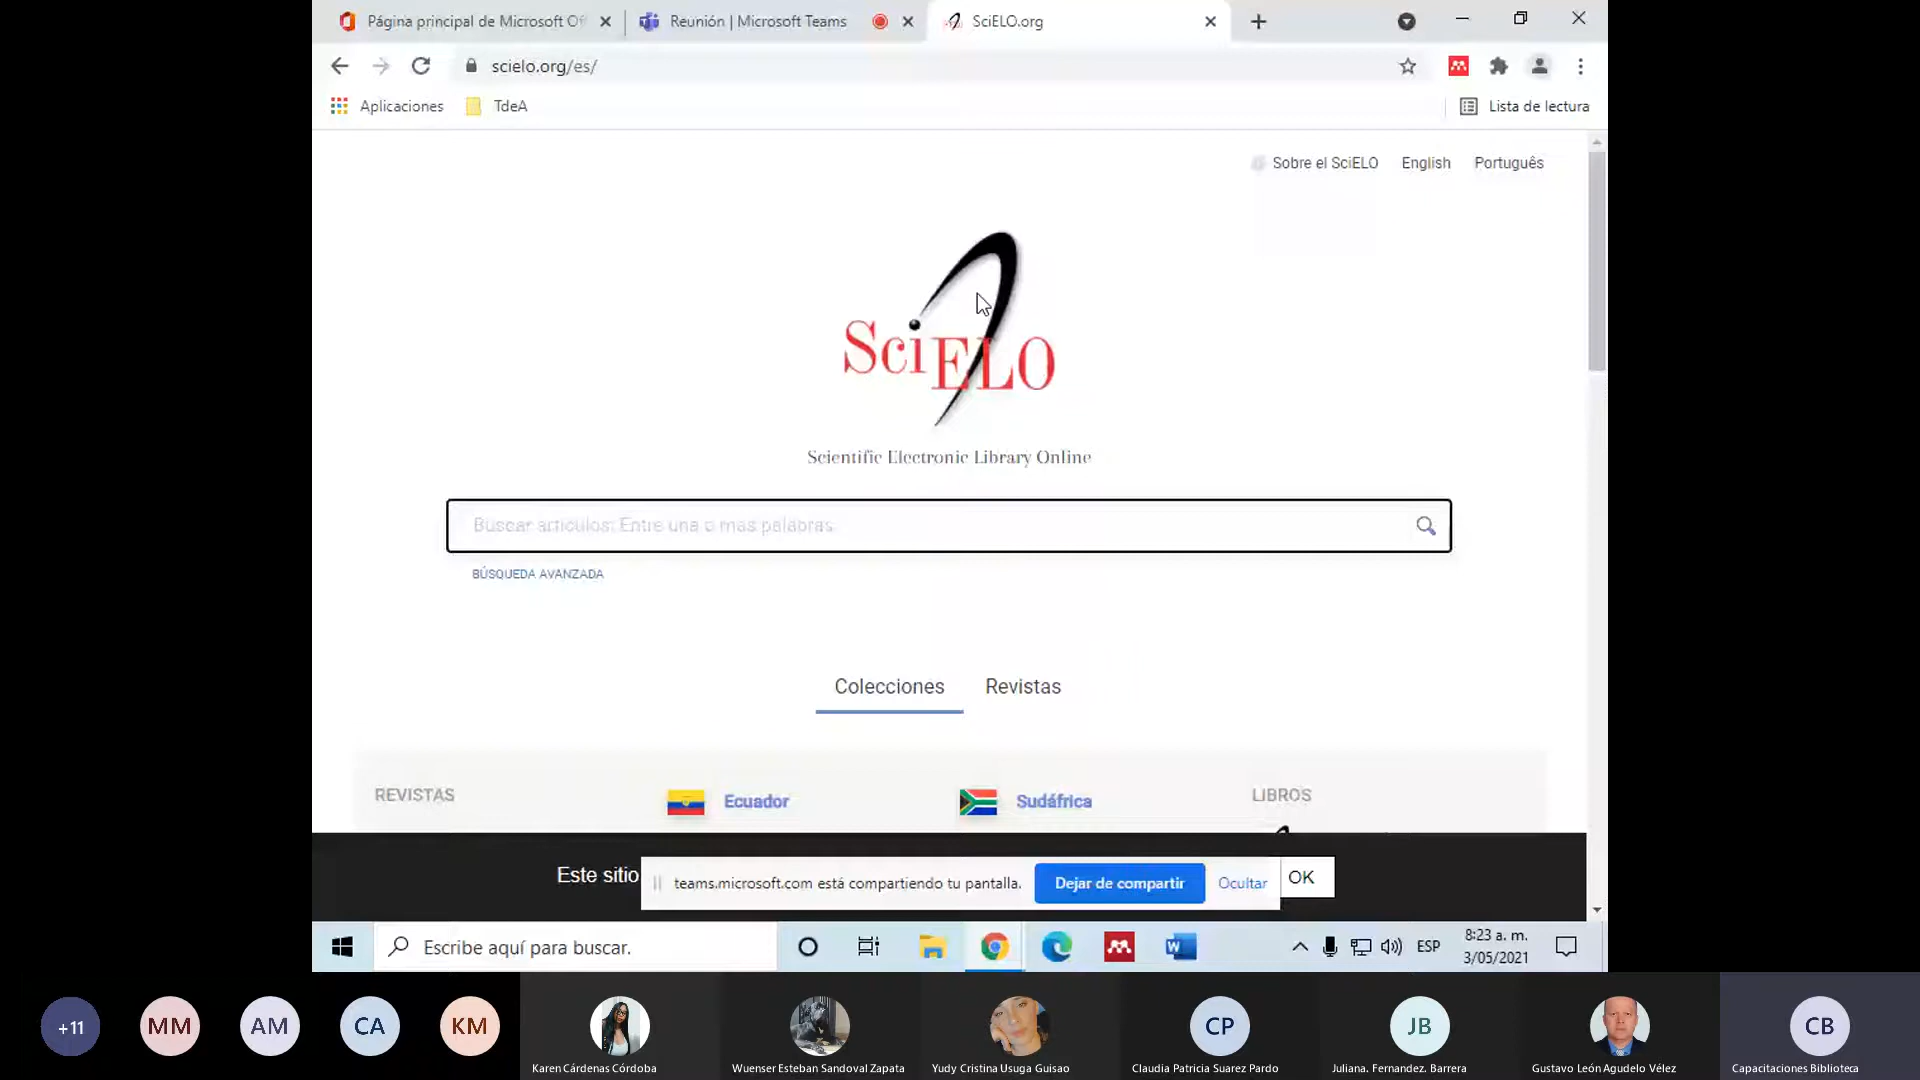 Página principal de Microsoft Of
Reunión | Microsoft Teams
SciELO.org
scielo.org/es/
Aplicaciones
TdeA
Lista de lectura
Sobre el SciELO
English
Português
SciELO
Scientific Electronic Library Online
Buscar artículos: Entre una o más palabras
BÚSQUEDA AVANZADA
Colecciones
Revistas
REVISTAS
Ecuador
Sudáfrica
LIBROS
Este sitio
teams.microsoft.com está compartiendo tu pantalla.
Dejar de compartir
Ocultar
OK
Escribe aquí para buscar.
W
ESP
8:23 a. m.
3/05/2021
+11
MM
AM
CA
KM
CP
JB
CB
Karen Cárdenas Córdoba
Wuenser Esteban Sandoval Zapata
Yudy Cristina Usuga Guisao
Claudia Patricia Suarez Pardo
Juliana. Fernandez. Barrera
Gustavo León Agudelo Vélez
Capacitaciones Biblioteca